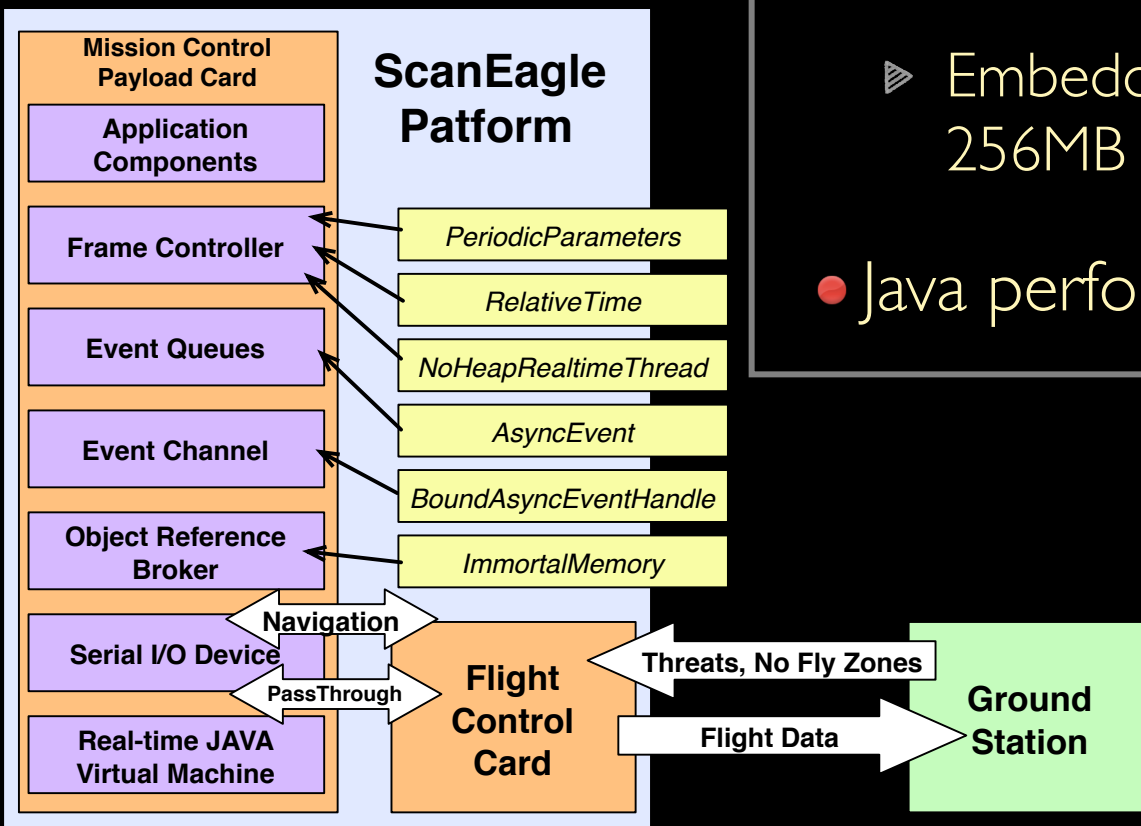 Mission Control
Payload Card
ScanEagle
Patform
Application
Components
Frame Controller
Event Queues
Event Channel
Object Reference
Broker
Serial I/O Device
Real-time JAVA
Virtual Machine
PeriodicParameters
RelativeTime
NoHeapRealtimeThread
AsyncEvent
BoundAsyncEventHandle
ImmortalMemory
Navigation
PassThrough
Flight
Control
Card
Threats, No Fly Zones
Flight Data
Ground
Station
256MB
Java